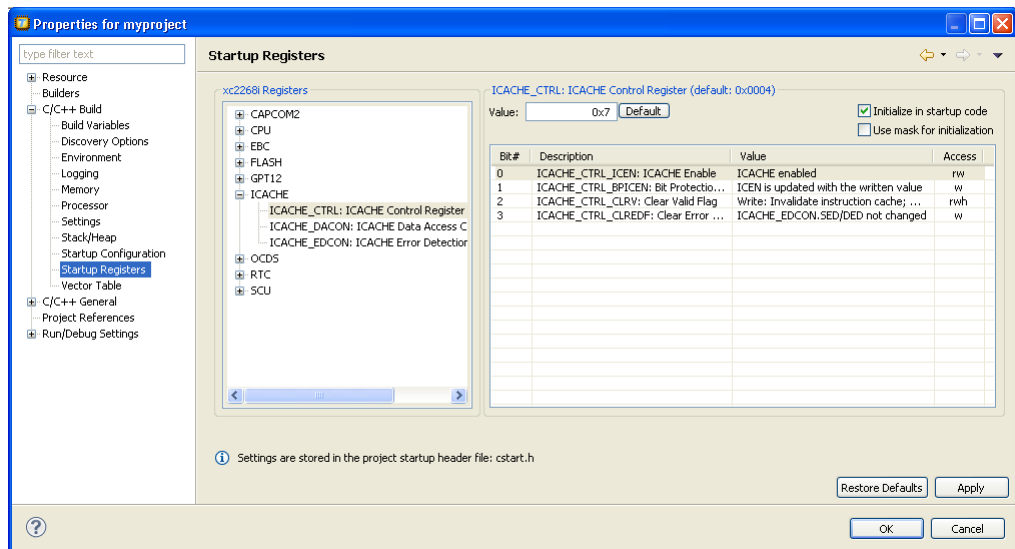 Properties for myproject
type filter text
Startup Registers
Resource
Builders
C/C++ Build
Build Variables
Discovery Options
Environment
Logging
Memory
Processor
Settings
Stack/Heap
Startup Configuration
Startup Registers
Vector Table
C/C++ General
Project References
Run/Debug Settings
xc2268i Registers
CAPCOM2
CPU
EBC
FLASH
GPT12
ICACHE
ICACHE_CTRL: ICACHE Control Register
ICACHE_DACON: ICACHE Data Access C
ICACHE_EDCON: ICACHE Error Detection
OCDS
RTC
SCU
ICACHE_CTRL: ICACHE Control Register (default: 0x0004)
Value: 0x7 Default
Initialize in startup code
Use mask for initialization
Bit# Description Value Access
0 ICACHE_CTRL_ICEN: ICACHE Enable ICACHE enabled rw
1 ICACHE_CTRL_BPICEN: Bit Protectio... ICEN is updated with the written value w
2 ICACHE_CTRL_CLRV: Clear Valid Flag Write: Invalidate instruction cache; ... rwh
3 ICACHE_CTRL_CLREDF: Clear Error ... ICACHE_EDCON.SED/DED not changed w
Settings are stored in the project startup header file: cstart.h
Restore Defaults Apply
OK Cancel